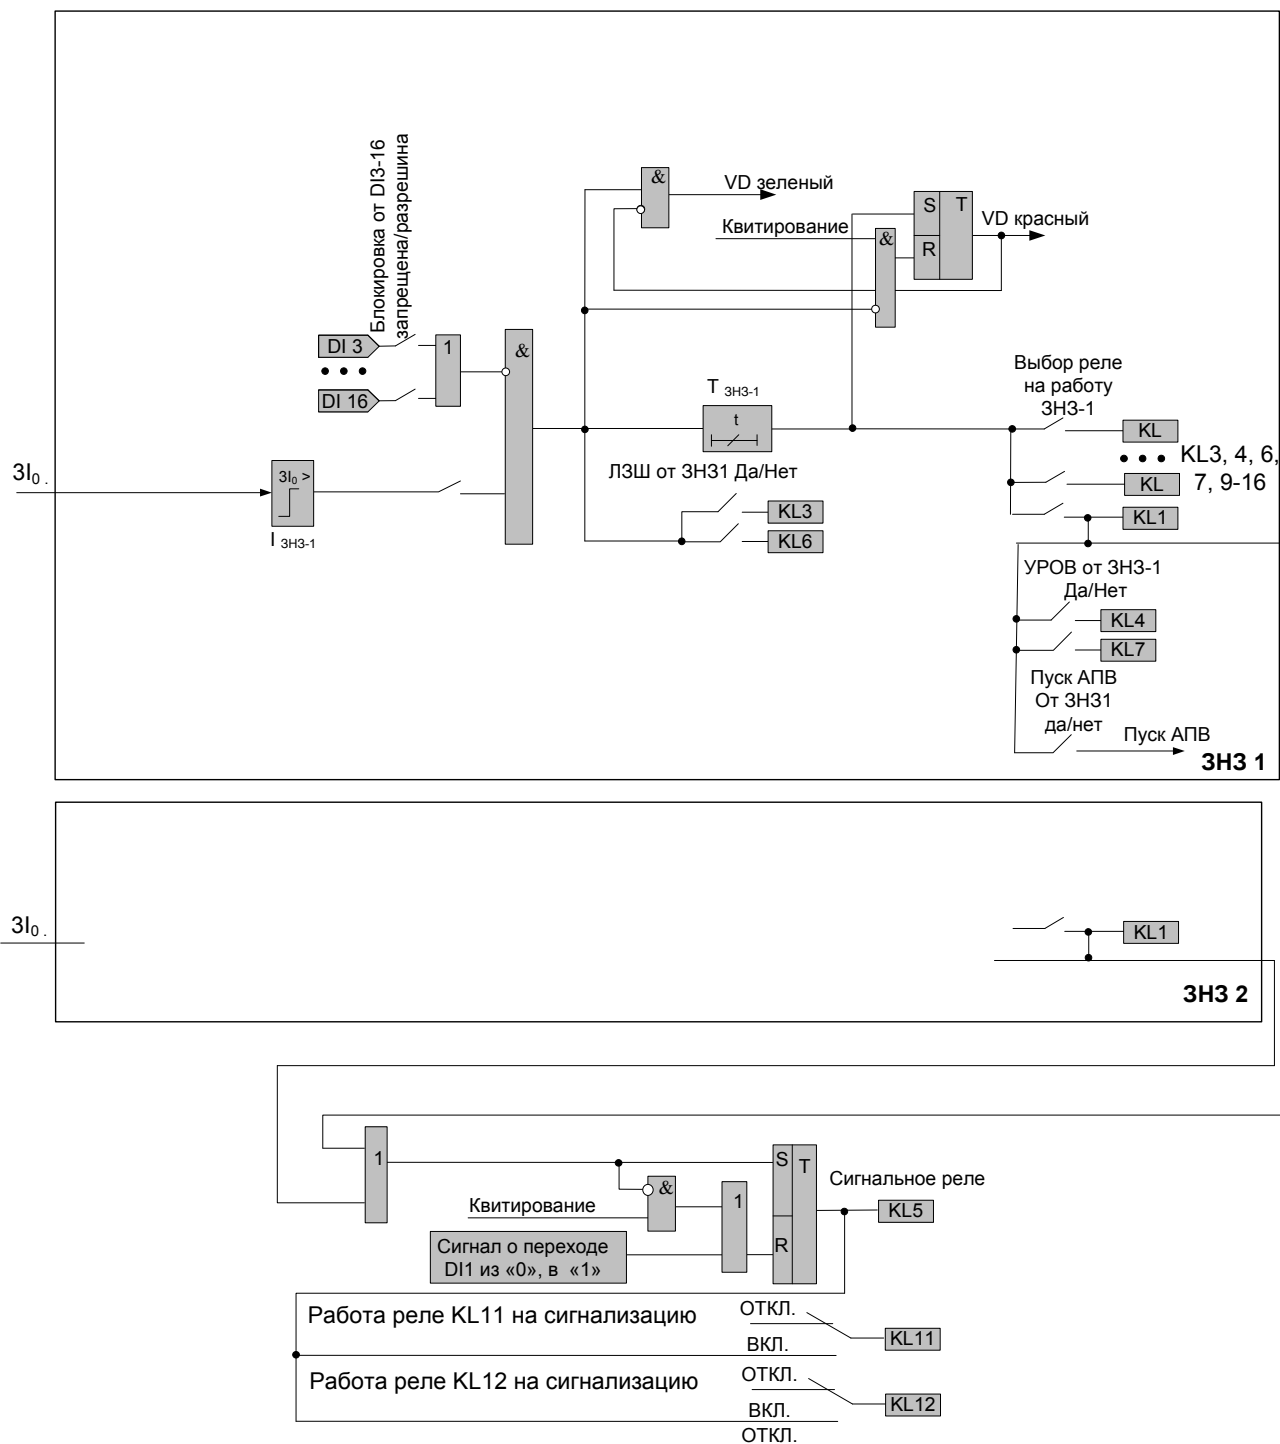 Блокировка от DI3-16
запрещена/разрешина
&
VD зеленый
Квитирование
&
S T
R
VD красный
DI 3
DI 16
1
&
3I0 .
3I0 >
I ЗНЗ-1
T ЗНЗ-1
t
ЛЗШ от ЗНЗ1 Да/Нет
KL3
KL6
Выбор реле
на работу
ЗНЗ-1
KL
KL3, 4, 6,
KL
7, 9-16
KL1
УРОВ от ЗНЗ-1
Да/Нет
KL4
KL7
Пуск АПВ
От ЗНЗ1
да/нет
Пуск АПВ
ЗНЗ 1
3I0 .
KL1
ЗНЗ 2
1
&
Квитирование
1
S T
R
Сигнальное реле
KL5
Сигнал о переходе
DI1 из «0», в «1»
Работа реле KL11 на сигнализацию
ОТКЛ.
ВКЛ.
KL11
Работа реле KL12 на сигнализацию
ОТКЛ.
ВКЛ.
KL12
ОТКЛ.